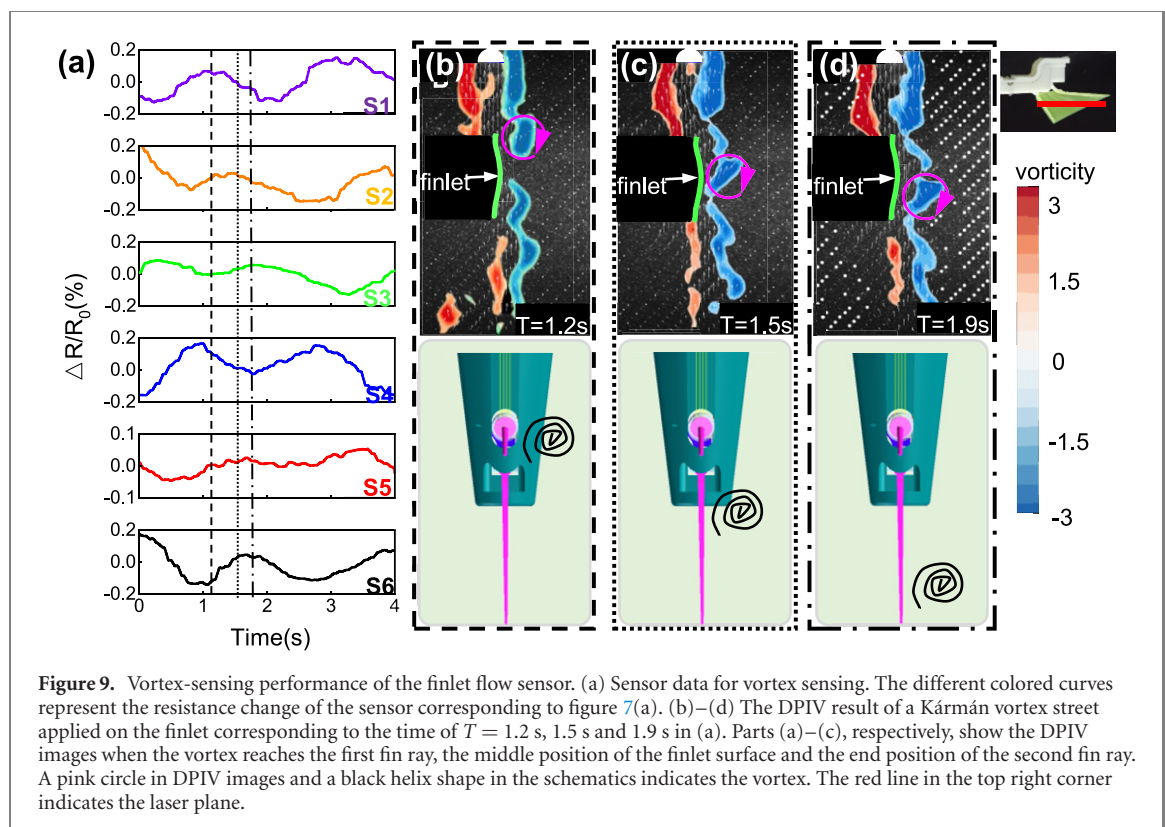 (a)
0.2
0.0
-0.2
S1
0.2
0.0
-0.2
S2
0.2
0.0
-0.2
S3
0.2
0.0
-0.2
S4
0.1
0.0
-0.1
S5
0.2
0.0
-0.2
S6
0 1 2 3 4
Time(s)
△R/R₀(%)
(b)
finlet
T=1.2s
(c)
finlet
T=1.5s
(d)
finlet
T=1.9s
vorticity
3
1.5
0
-1.5
-3
Figure 9. Vortex-sensing performance of the finlet flow sensor. (a) Sensor data for vortex sensing. The different colored curves
represent the resistance change of the sensor corresponding to figure 7(a). (b)–(d) The DPIV result of a Kármán vortex street
applied on the finlet corresponding to the time of T = 1.2 s, 1.5 s and 1.9 s in (a). Parts (a)–(c), respectively, show the DPIV
images when the vortex reaches the first fin ray, the middle position of the finlet surface and the end position of the second fin ray.
A pink circle in DPIV images and a black helix shape in the schematics indicates the vortex. The red line in the top right corner
indicates the laser plane.